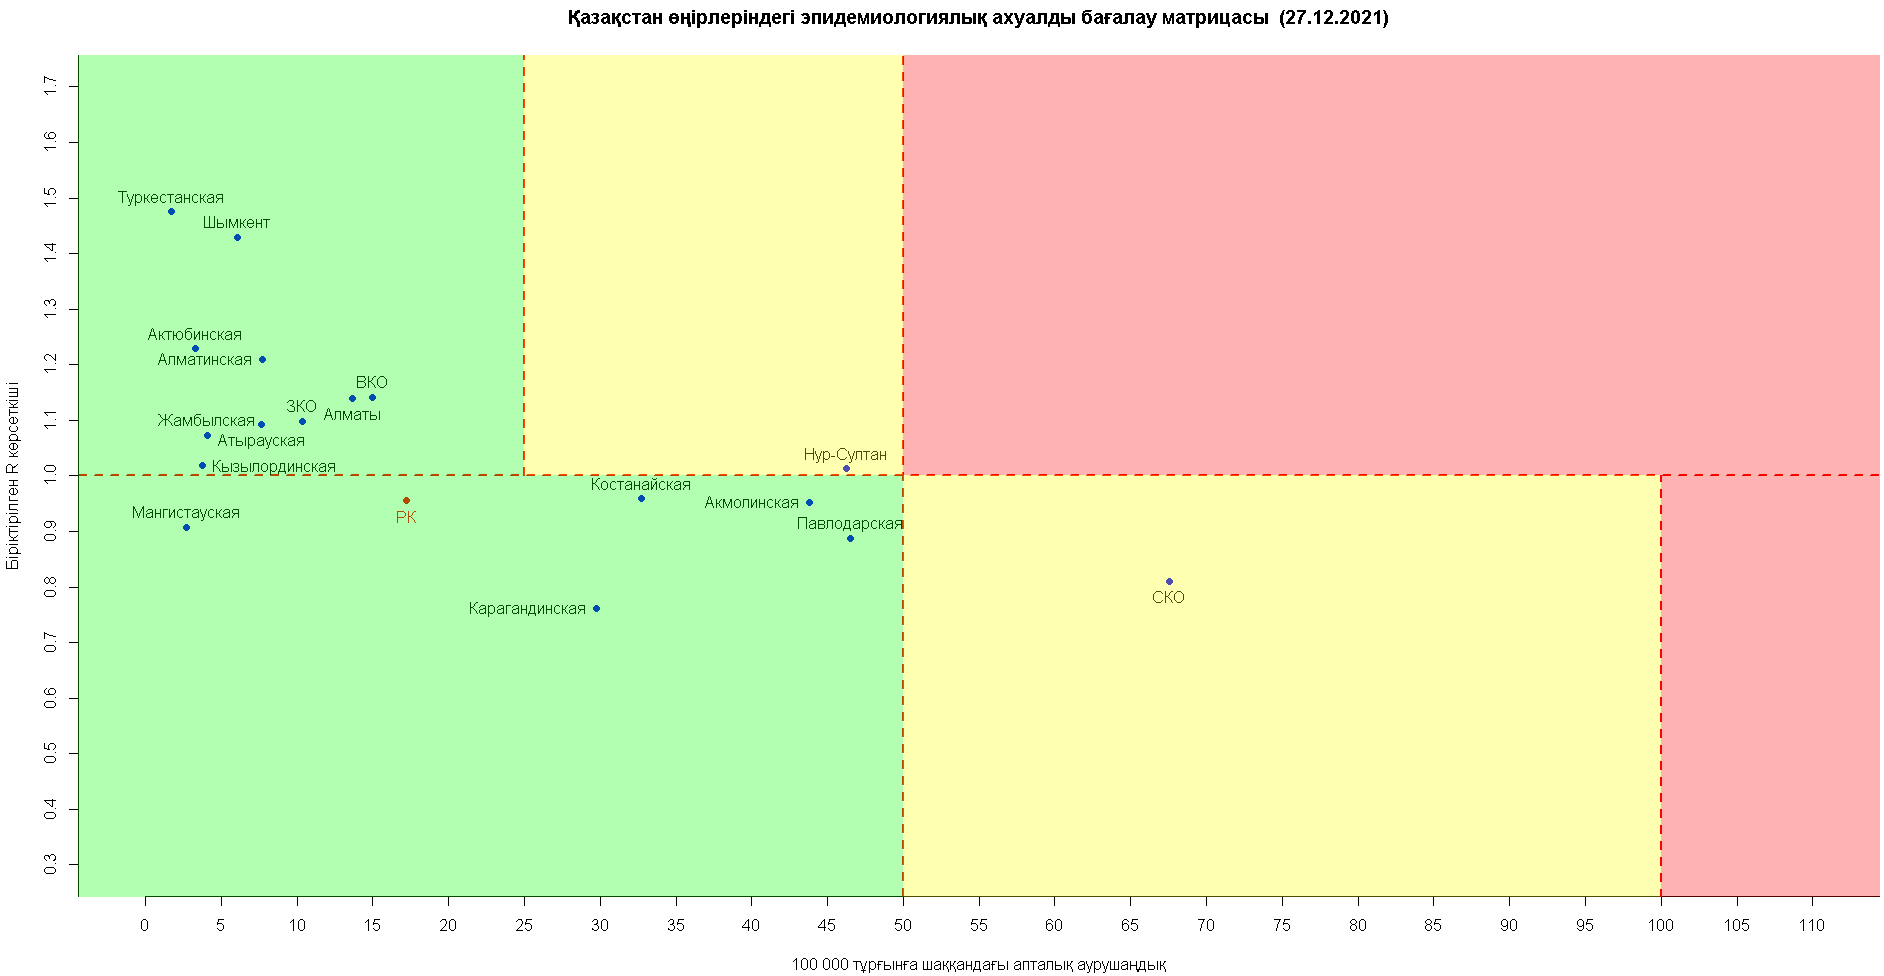 Қазақстан өңірлеріндегі эпидемиологиялық ахуалды бағалау матрицасы (27.12.2021)
Біріктірілген R көрсеткіші
1.7
1.6
1.5
1.4
1.3
1.2
1.1
1.0
0.9
0.8
0.7
0.6
0.5
0.4
0.3
Туркестанская
Шымкент
Актюбинская
Алматинская
ВКО
ЗКО
Алматы
Жамбылская
Атырауская
Нур-Султан
Кызылординская
Костанайская
Акмолинская
Мангистауская
РК
Павлодарская
СКО
Карагандинская
0 5 10 15 20 25 30 35 40 45 50 55 60 65 70 75 80 85 90 95 100 105 110
100 000 тұрғынға шаққандағы апталық аурушаңдық